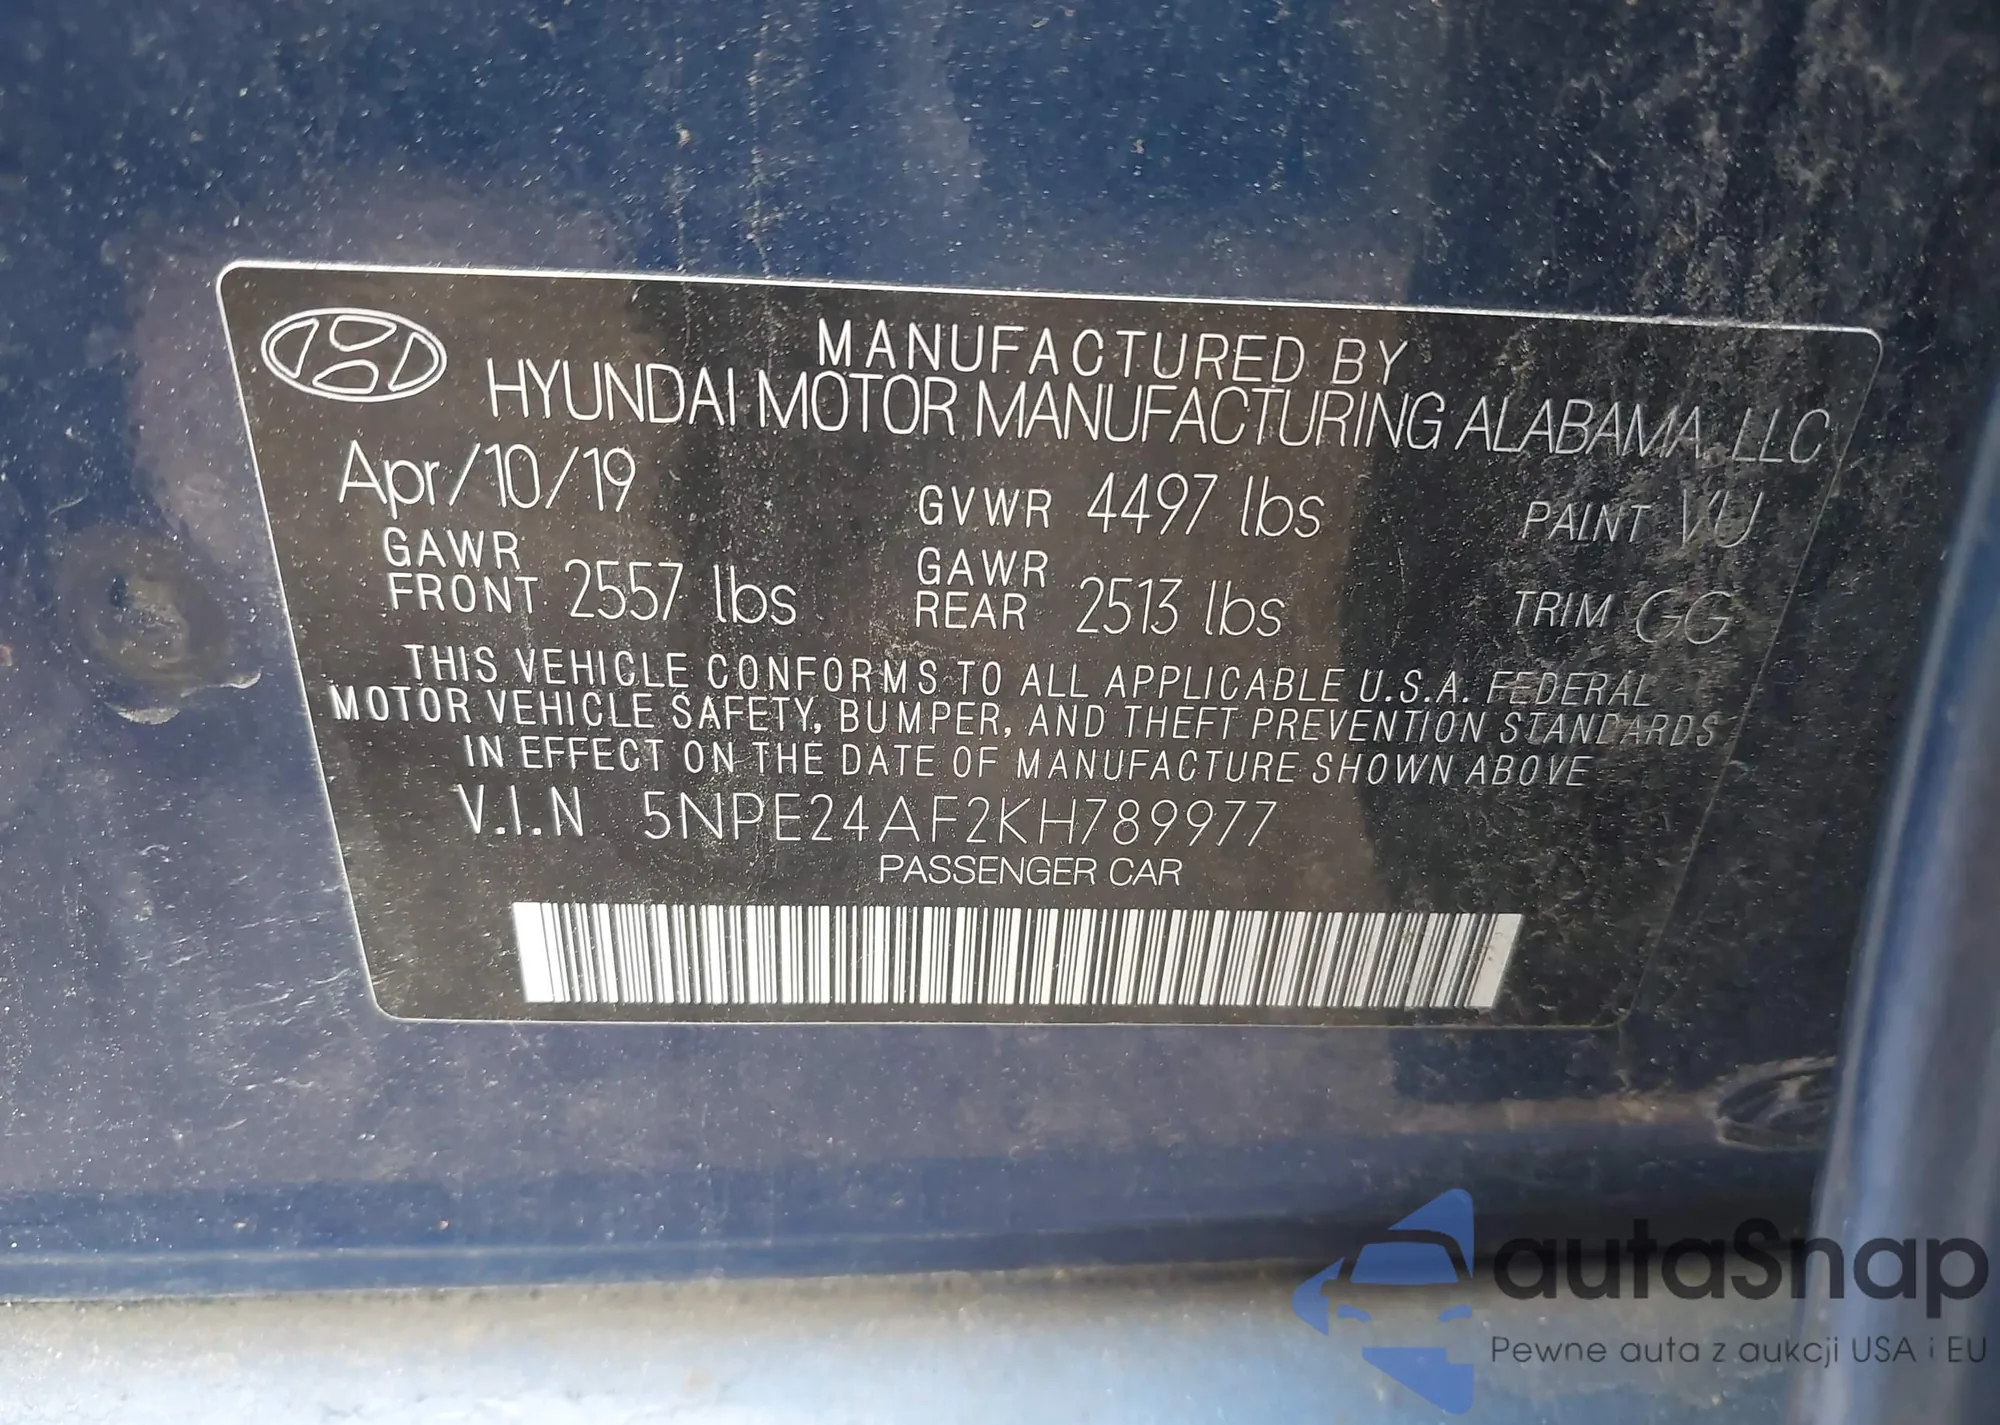 MANUFACTURED BY
HYUNDAI MOTOR MANUFACTURING ALABAMA, LLC
Apr/10/19 GVWR 4497 lbs PAINT VU
GAWR FRONT 2557 lbs GAWR REAR 2513 lbs TRIM GG
THIS VEHICLE CONFORMS TO ALL APPLICABLE U.S.A. FEDERAL
MOTOR VEHICLE SAFETY, BUMPER, AND THEFT PREVENTION STANDARDS
IN EFFECT ON THE DATE OF MANUFACTURE SHOWN ABOVE
V.I.N 5NPE24AF2KH789977
PASSENGER CAR
autaSnap
Pewne auta z aukcji USA i EU